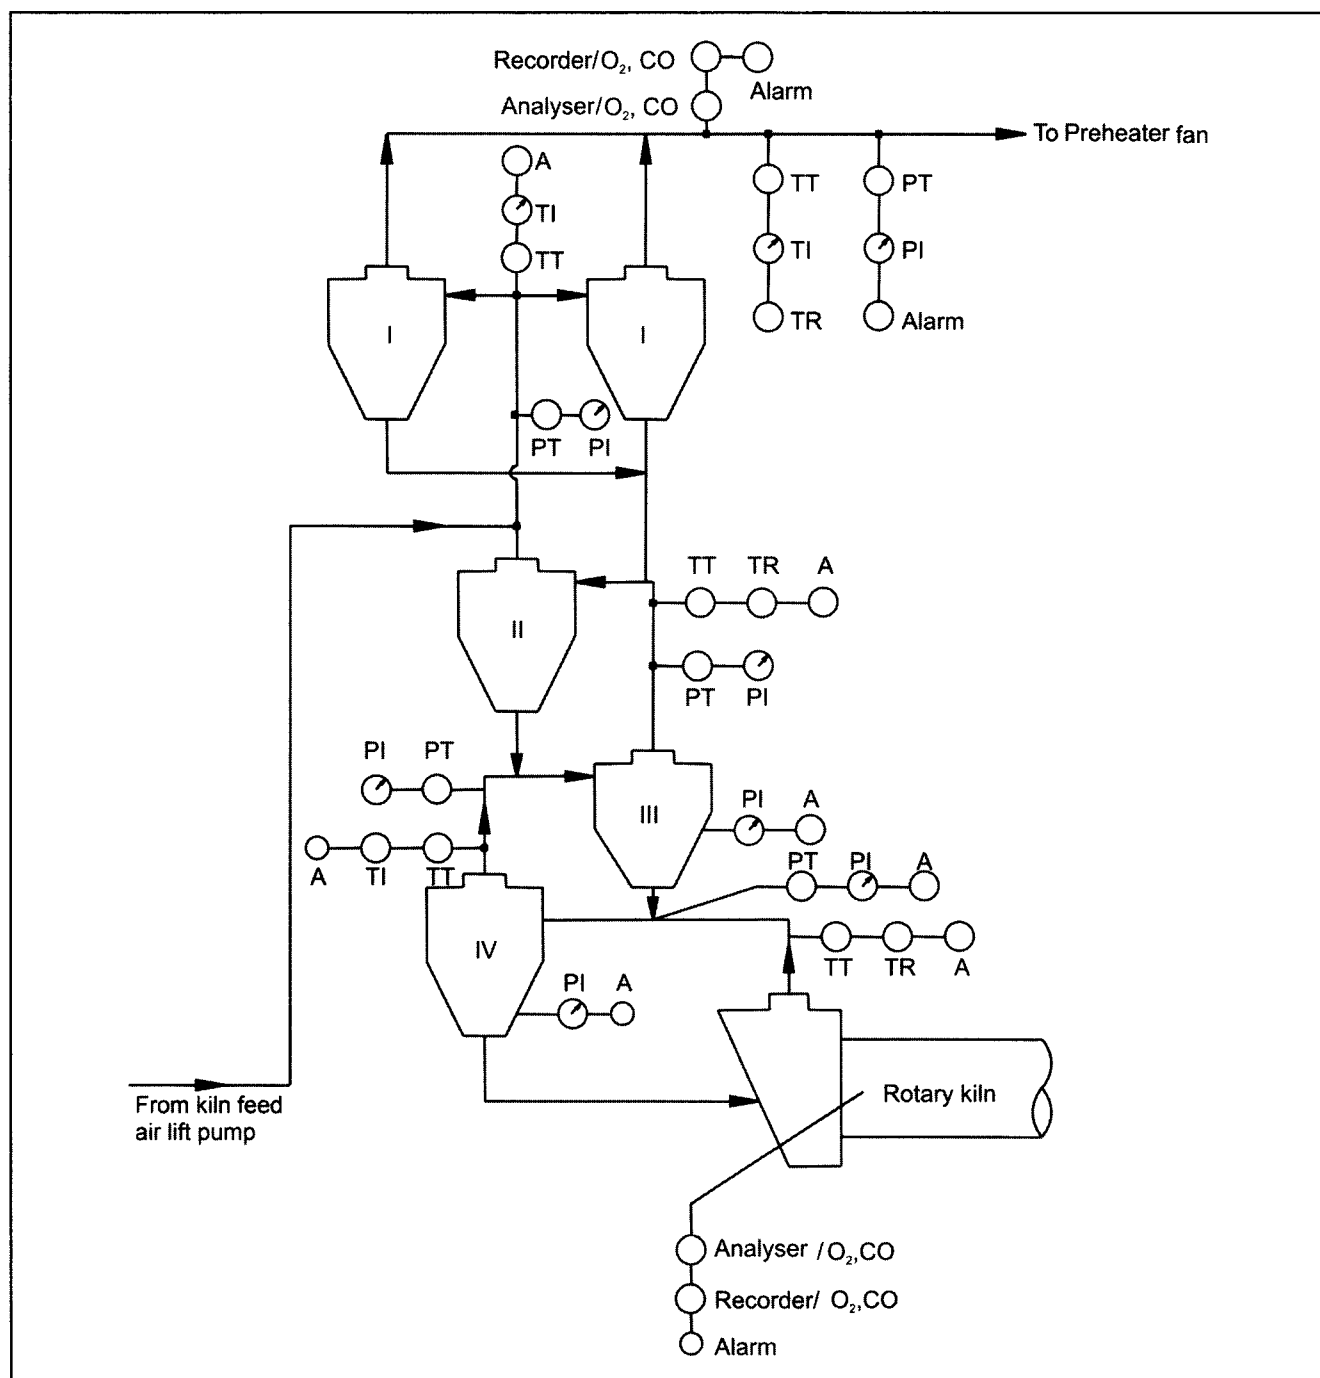 Recorder/O₂, CO
Alarm
Analyser/O₂, CO
To Preheater fan
A
TI
TT
TT
PT
TI
PI
TR
Alarm
I
I
PT
PI
TT
TR
A
II
PT
PI
PI
PT
III
PI
A
A
TI
TT
PT
PI
A
IV
TT
TR
A
PI
A
From kiln feed
air lift pump
Rotary kiln
Analyser /O₂,CO
Recorder/ O₂,CO
Alarm